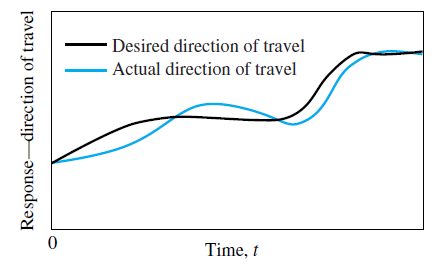 Desired direction of travel
Actual direction of travel
Response—direction of travel
0
Time, t